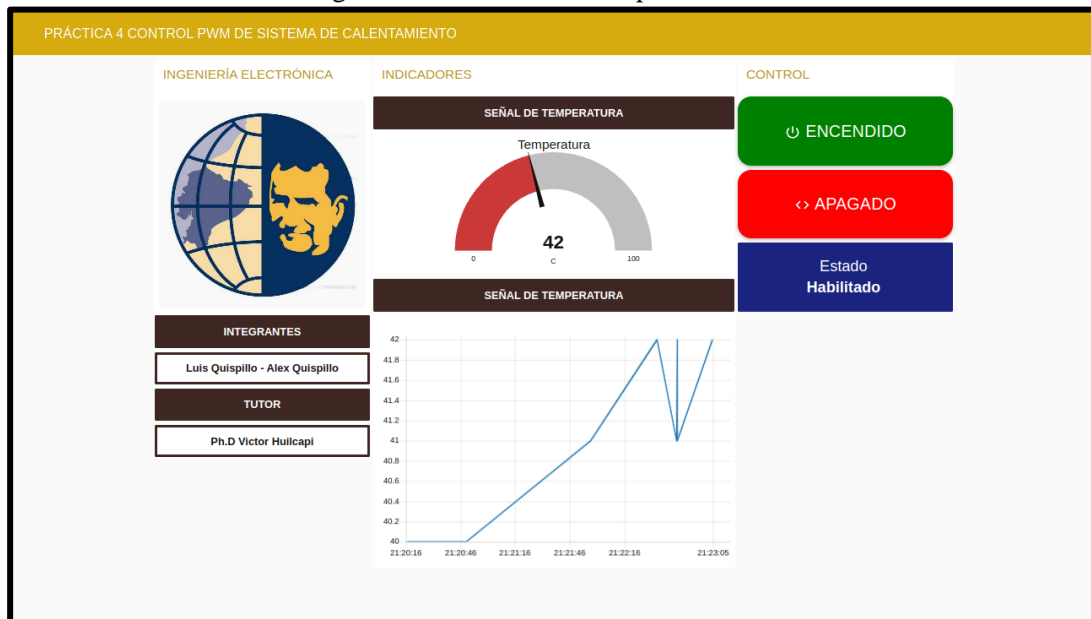 PRÁCTICA 4 CONTROL PWM DE SISTEMA DE CALENTAMIENTO
INGENIERÍA ELECTRÓNICA
INTEGRANTES
Luis Quispillo - Alex Quispillo
TUTOR
Ph.D Victor Huilcapi
INDICADORES
SEÑAL DE TEMPERATURA
Temperatura
42
0
C
100
SEÑAL DE TEMPERATURA
42
41.8
41.6
41.4
41.2
41
40.8
40.6
40.4
40.2
40
21:20:16 21:20:46 21:21:16 21:21:46 21:22:16 21:23:05
CONTROL
ENCENDIDO
<> APAGADO
Estado
Habilitado